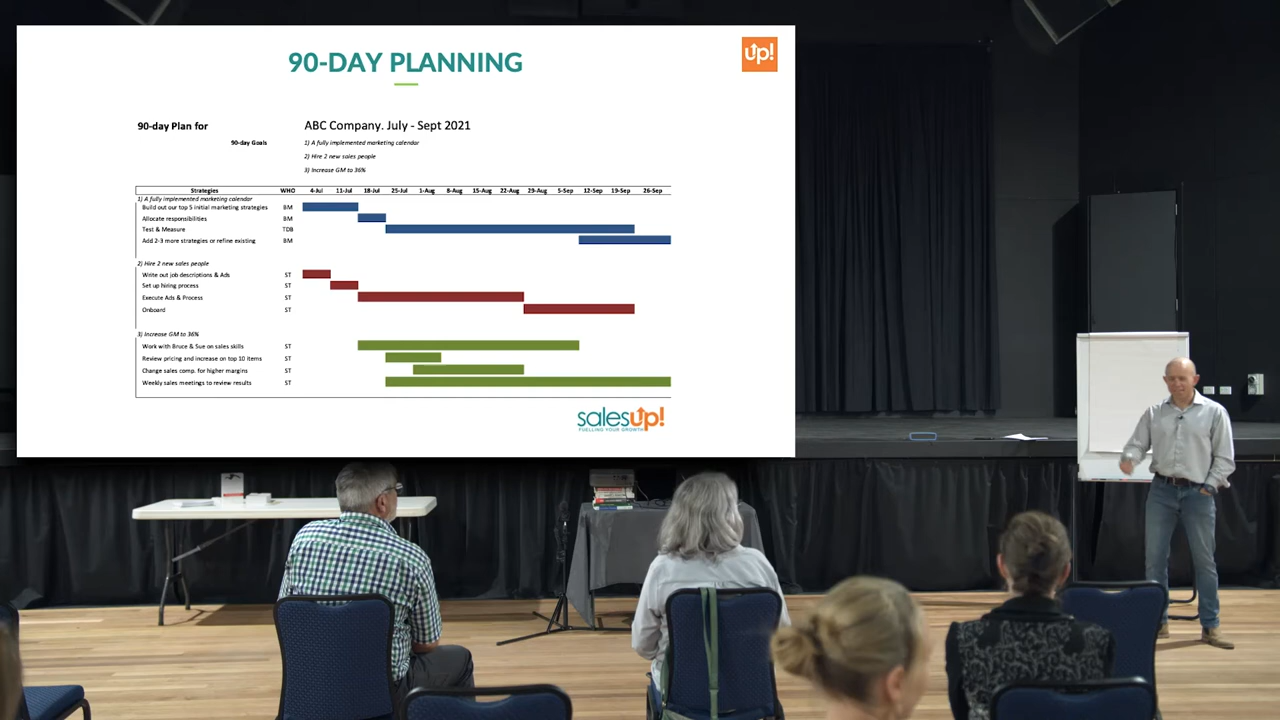 90-DAY PLANNING
up!
90-day Plan for ABC Company. July - Sept 2021
90-day Goals 1) A fully implemented marketing calendar
2) Hire 2 new sales people
3) Increase GM to 36%
Strategies WHO 4-Jul 11-Jul 18-Jul 25-Jul 1-Aug 8-Aug 15-Aug 22-Aug 29-Aug 5-Sep 12-Sep 19-Sep 26-Sep
1) A fully implemented marketing calendar
Build out our top 5 initial marketing strategies BM
Allocate responsibilities BM
Test & Measure TDB
Add 2-3 more strategies or refine existing BM
2) Hire 2 new sales people
Write out job descriptions & Ads ST
Set up hiring process ST
Execute Ads & Process ST
Onboard ST
3) Increase GM to 36%
Work with Bruce & Sue on sales skills ST
Review pricing and increase on top 10 items ST
Change sales comp. for higher margins ST
Weekly sales meetings to review results ST
salesup!
FUELLING YOUR GROWTH